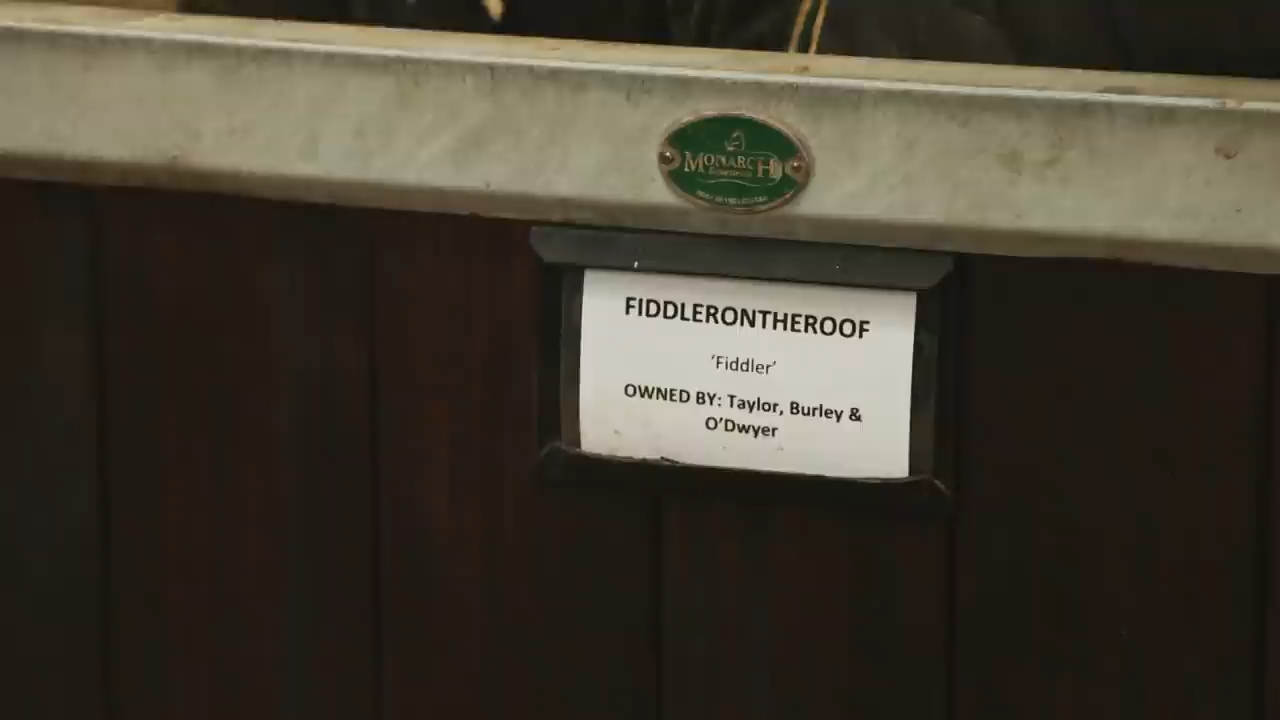 MONARCH
FIDDLERONTHEROOF
'Fiddler'
OWNED BY: Taylor, Burley &
O'Dwyer